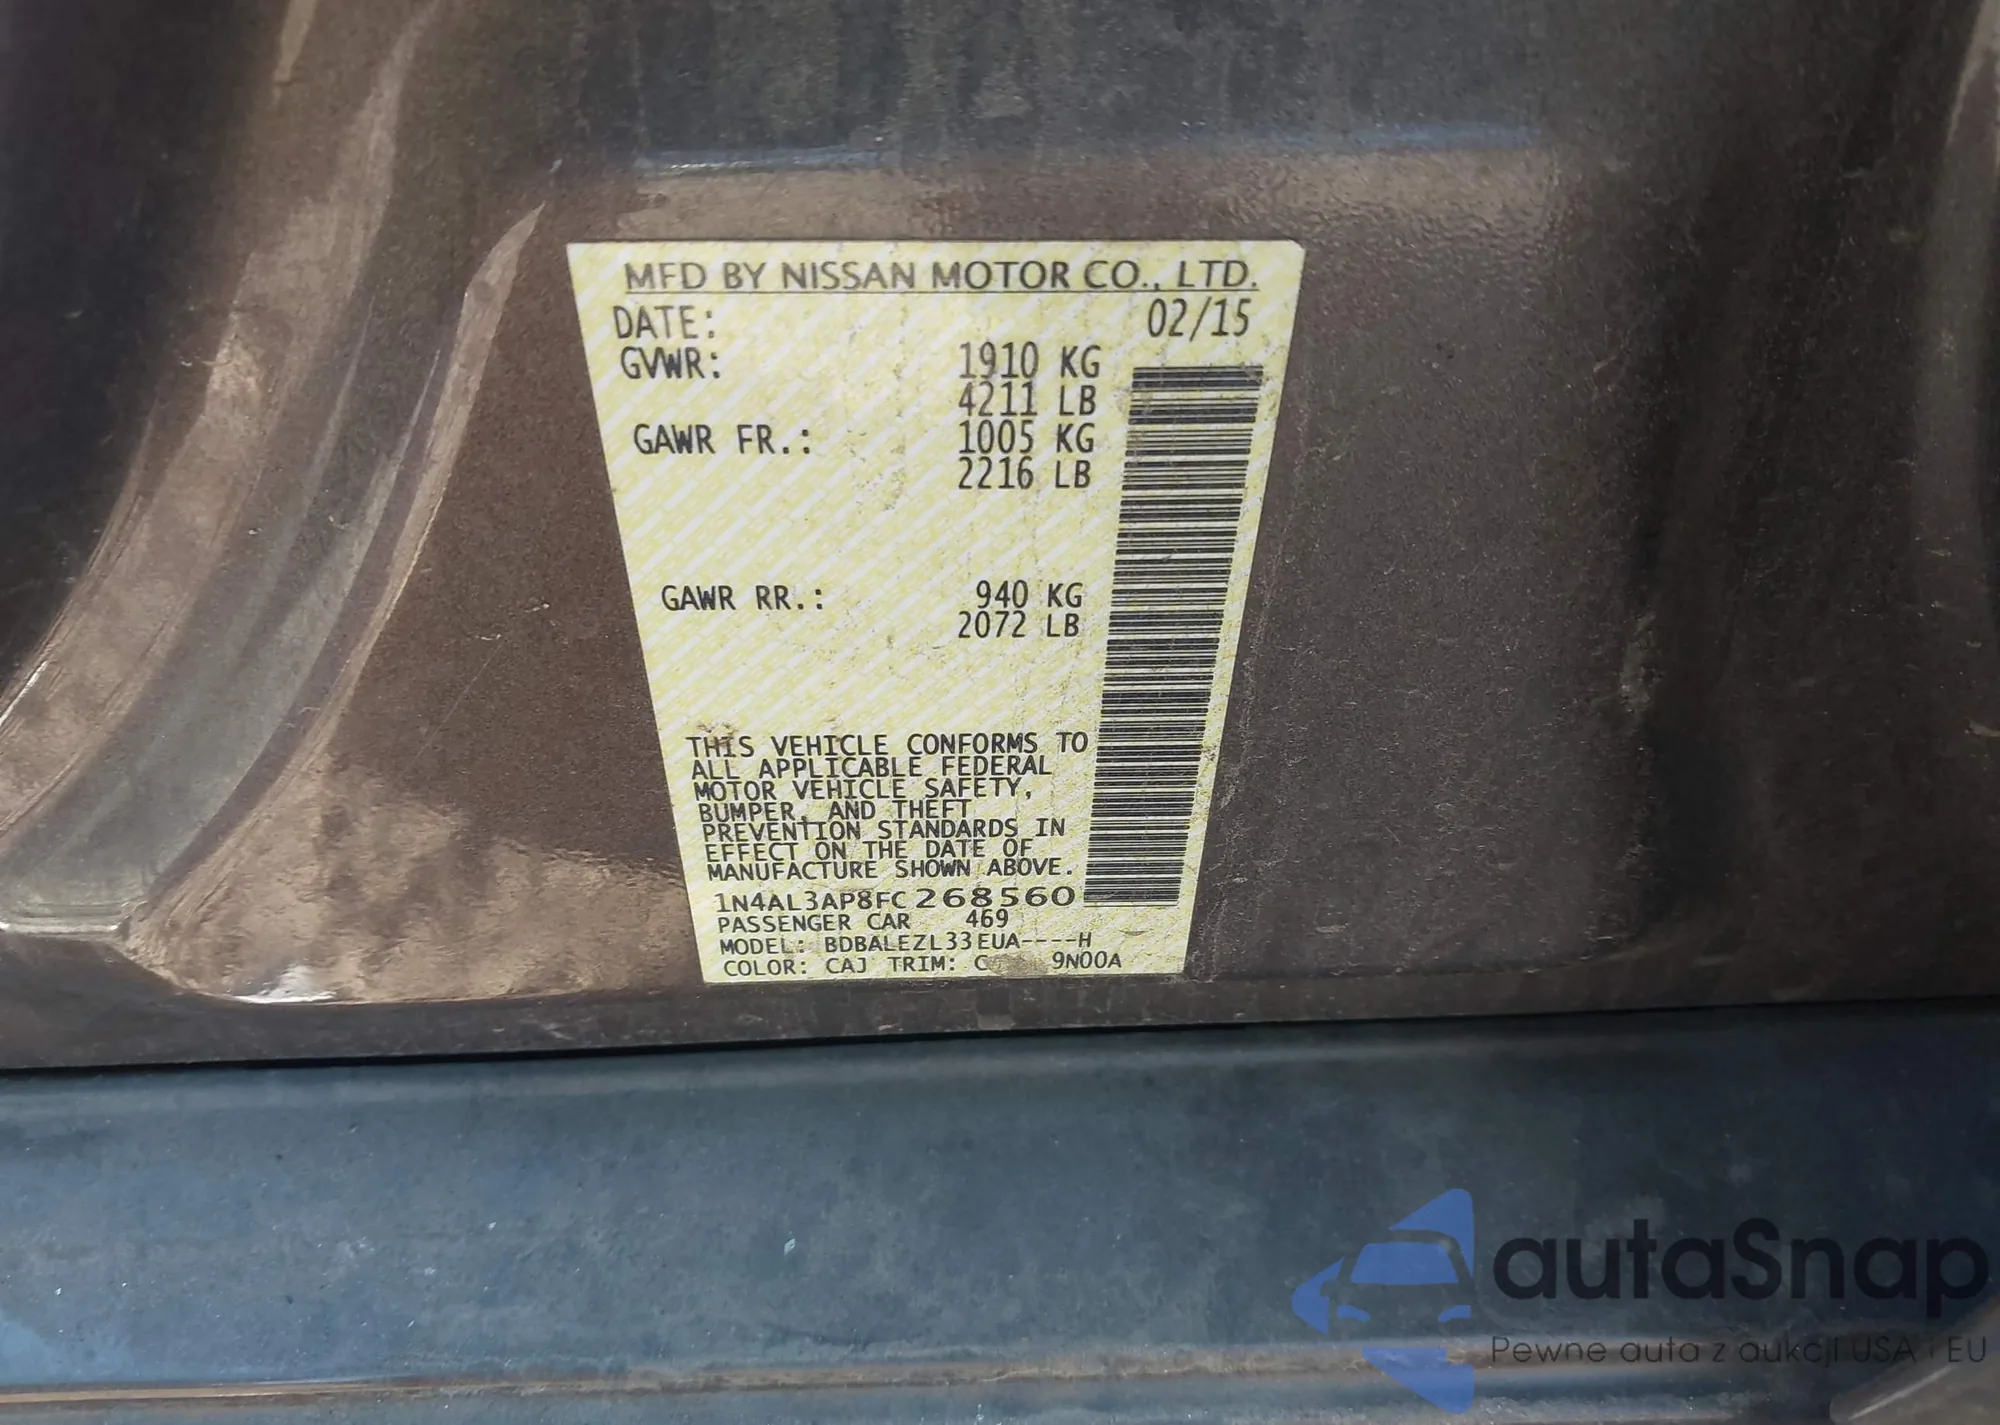 MFD BY NISSAN MOTOR CO., LTD.
DATE: 02/15
GVWR: 1910 KG
4211 LB
GAWR FR.: 1005 KG
2216 LB
GAWR RR.: 940 KG
2072 LB
THIS VEHICLE CONFORMS TO
ALL APPLICABLE FEDERAL
MOTOR VEHICLE SAFETY,
BUMPER, AND THEFT
PREVENTION STANDARDS IN
EFFECT ON THE DATE OF
MANUFACTURE SHOWN ABOVE.
1N4AL3AP8FC268560
PASSENGER CAR 469
MODEL: BDBALEZL33EUA----H
COLOR: CAJ TRIM: 9N00A
autaSnap
Pewne auta z aukcji USA i EU